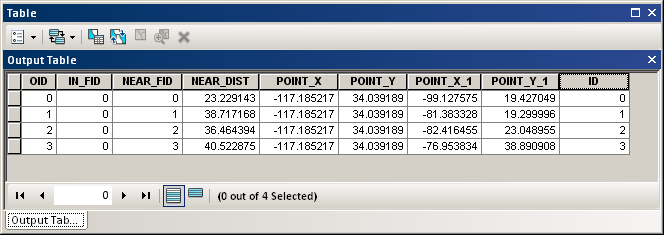 Table
Output Table
OID IN_FID NEAR_FID NEAR_DIST POINT_X POINT_Y POINT_X_1 POINT_Y_1 ID
0 0 0 23.229143 -117.185217 34.039189 -99.127575 19.427049 0
1 0 1 38.717168 -117.185217 34.039189 -81.383328 19.299996 1
2 0 2 36.464394 -117.185217 34.039189 -82.416455 23.048955 2
3 0 3 40.522875 -117.185217 34.039189 -76.953834 38.890908 3
0 (0 out of 4 Selected)
Output Tab...